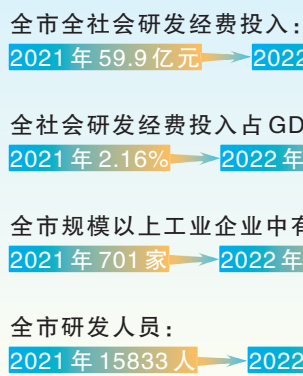 全市全社会研发经费投入：
2021年59.9亿元 2022
全社会研发经费投入占GD
2021年2.16% 2022年
全市规模以上工业企业中有
2021年701家 2022年
全市研发人员：
2021年15833人 2022